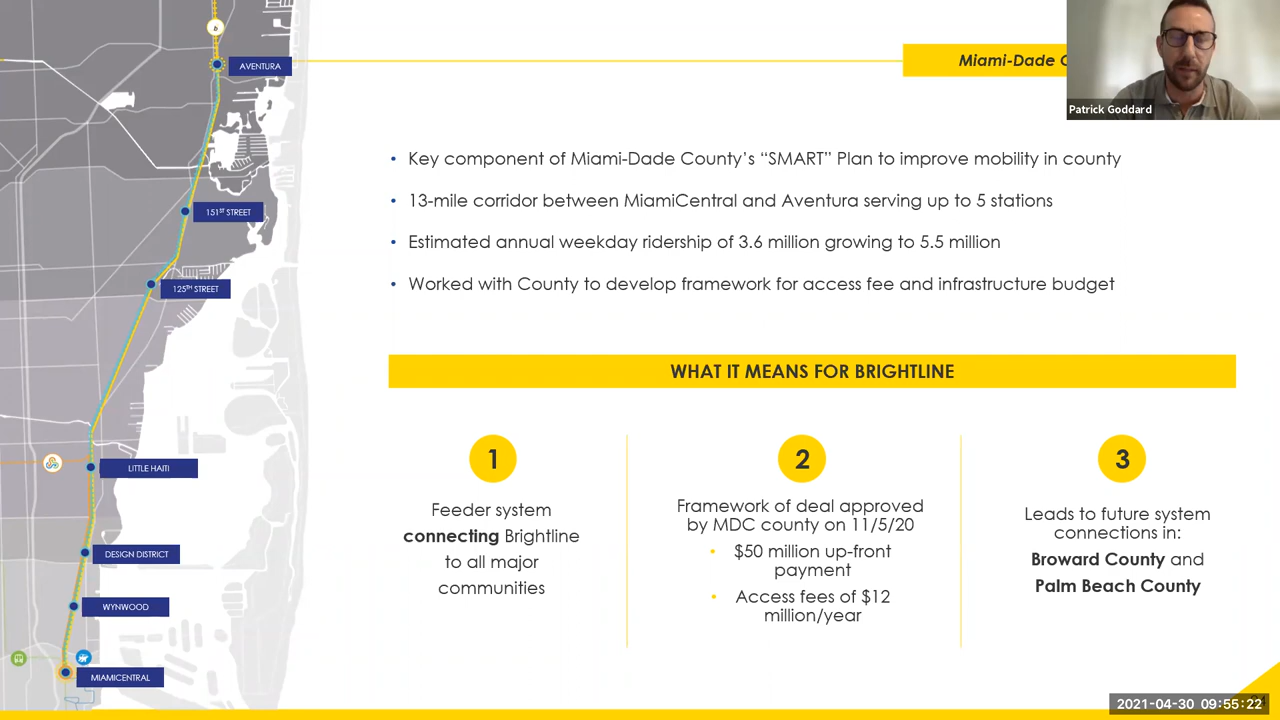 AVENTURA
151ST STREET
125TH STREET
LITTLE HAITI
DESIGN DISTRICT
WYNWOOD
MIAMICENTRAL
Miami-Dade C
Patrick Goddard
• Key component of Miami-Dade County’s “SMART” Plan to improve mobility in county
• 13-mile corridor between MiamiCentral and Aventura serving up to 5 stations
• Estimated annual weekday ridership of 3.6 million growing to 5.5 million
• Worked with County to develop framework for access fee and infrastructure budget
WHAT IT MEANS FOR BRIGHTLINE
1
Feeder system
connecting Brightline
to all major
communities
2
Framework of deal approved
by MDC county on 11/5/20
• $50 million up-front
payment
• Access fees of $12
million/year
3
Leads to future system
connections in:
Broward County and
Palm Beach County
2021-04-30 09:55:22